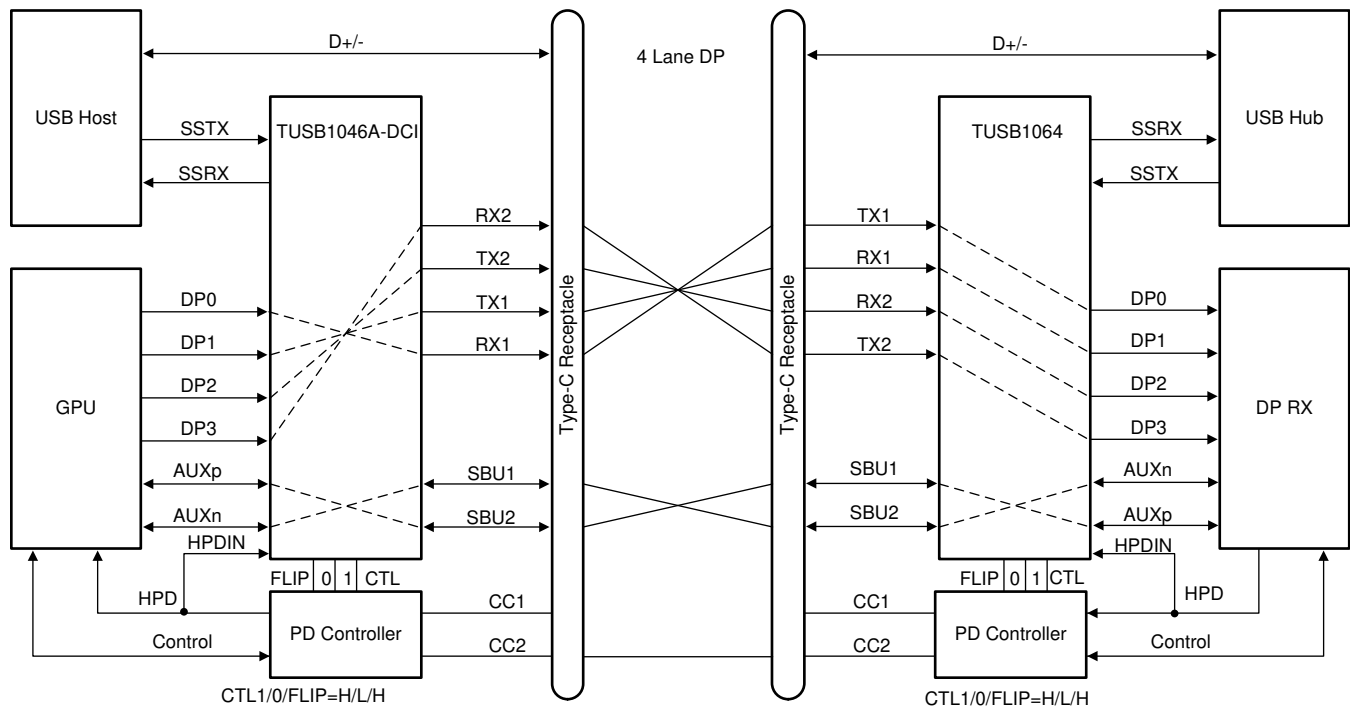 D+/-
4 Lane DP
D+/-
USB Host
TUSB1046A-DCI
TUSB1064
USB Hub
SSTX
SSRX
SSRX
SSTX
RX2
TX2
TX1
RX1
Type-C Receptacle
Type-C Receptacle
TX1
RX1
RX2
TX2
GPU
DP0
DP1
DP2
DP3
AUXp
AUXn
HPDIN
SBU1
SBU2
SBU1
SBU2
DP0
DP1
DP2
DP3
AUXn
AUXp
HPDIN
DP RX
FLIP 0 1 CTL
FLIP 0 1 CTL
HPD
Control
PD Controller
CC1
CC2
CC1
CC2
PD Controller
HPD
Control
CTL1/0/FLIP=H/L/H
CTL1/0/FLIP=H/L/H